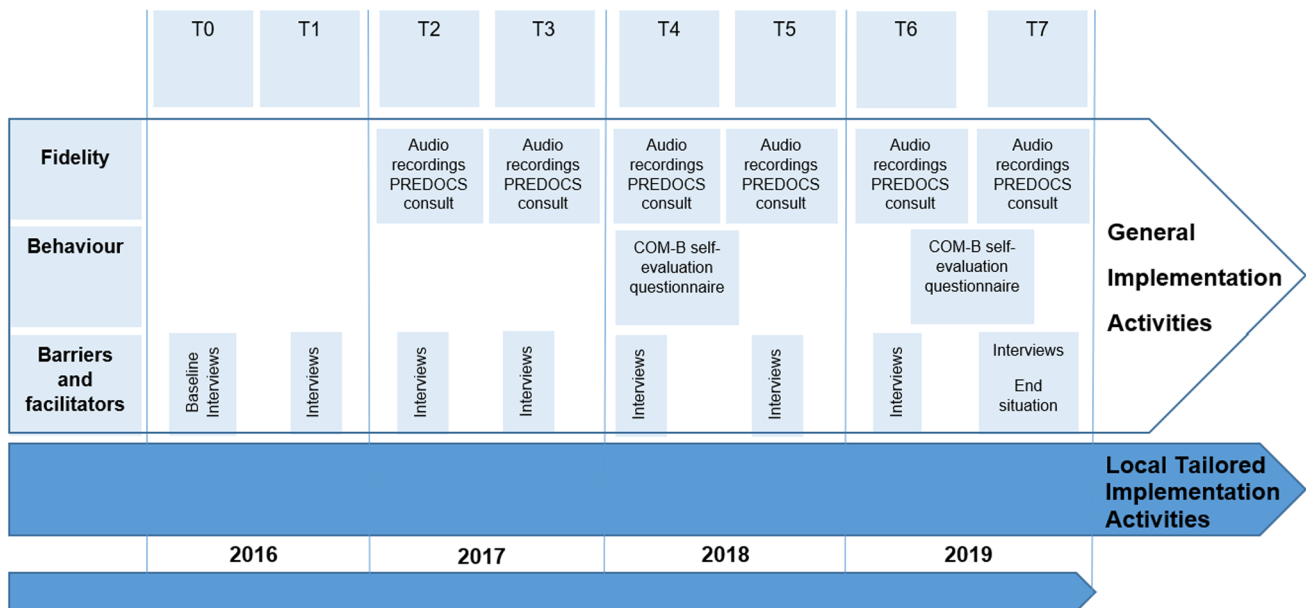 T0
T1
T2
T3
T4
T5
T6
T7
Fidelity
Audio
recordings
PREDOCS
consult
Audio
recordings
PREDOCS
consult
Audio
recordings
PREDOCS
consult
Audio
recordings
PREDOCS
consult
Audio
recordings
PREDOCS
consult
Audio
recordings
PREDOCS
consult
Behaviour
COM-B self-
evaluation
questionnaire
COM-B self-
evaluation
questionnaire
Barriers
and
facilitators
Baseline
Interviews
Interviews
Interviews
Interviews
Interviews
Interviews
Interviews
Interviews
End
situation
General
Implementation
Activities
Local Tailored
Implementation
Activities
2016
2017
2018
2019